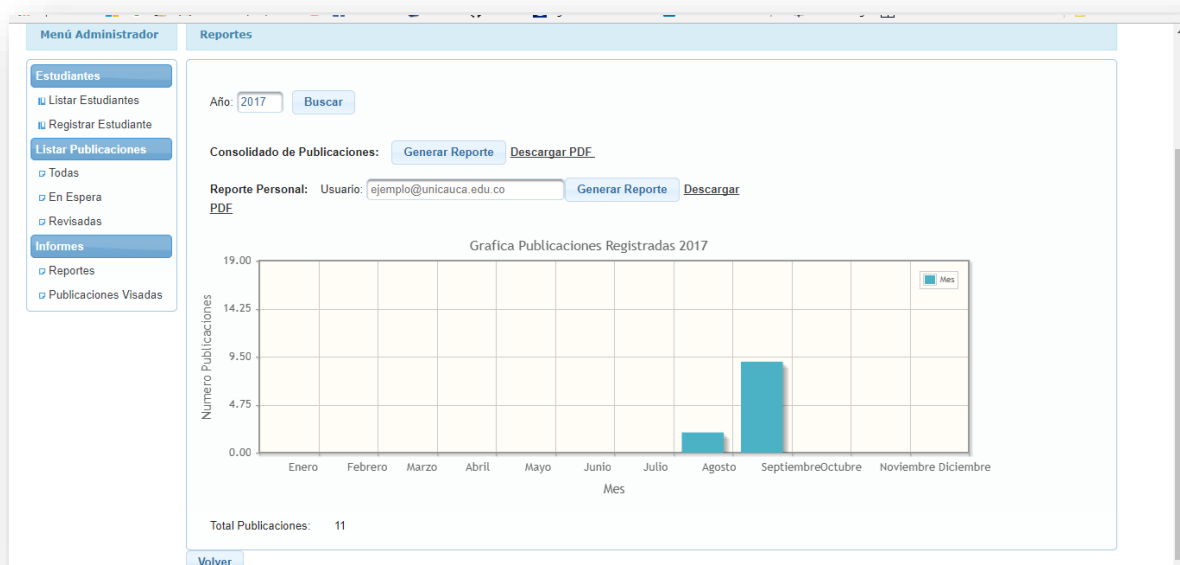 Menú Administrador
Reportes
Estudiantes
Listar Estudiantes
Registrar Estudiante
Listar Publicaciones
Todas
En Espera
Revisadas
Informes
Reportes
Publicaciones Visadas
Año: 2017 Buscar
Consolidado de Publicaciones: Generar Reporte Descargar PDF
Reporte Personal: Usuario: ejemplo@unicauca.edu.co Generar Reporte Descargar
PDF
Grafica Publicaciones Registradas 2017
19.00
14.25
9.50
4.75
0.00
Numero Publicaciones
Mes
Enero Febrero Marzo Abril Mayo Junio Julio Agosto Septiembre Octubre Noviembre Diciembre
Mes
Total Publicaciones: 11
Volver